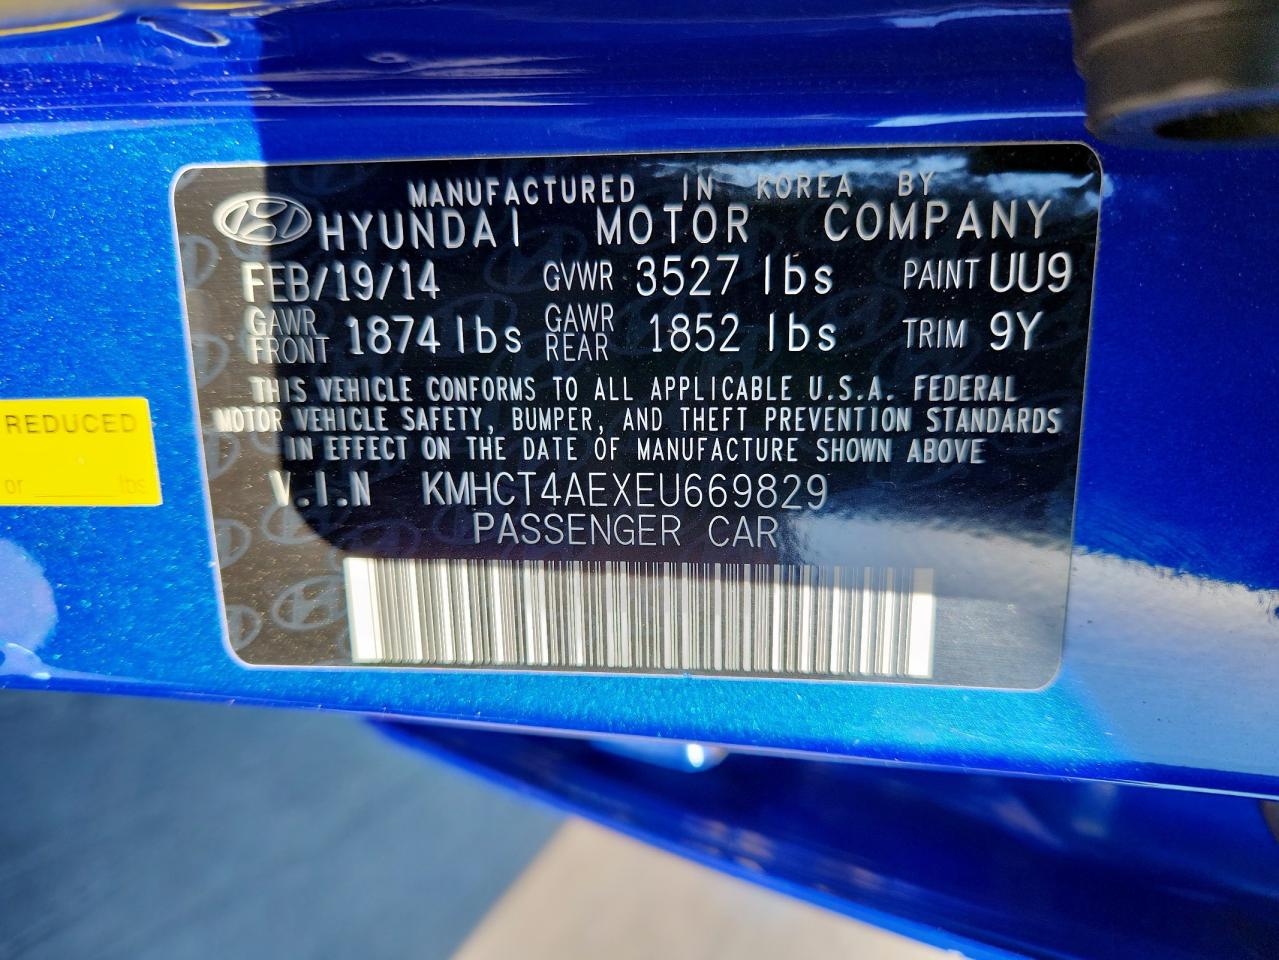 MANUFACTURED IN KOREA BY
HYUNDAI MOTOR COMPANY
FEB/19/14 GVWR 3527 lbs PAINT UU9
GAWR FRONT 1874 lbs GAWR REAR 1852 lbs TRIM 9Y
THIS VEHICLE CONFORMS TO ALL APPLICABLE U.S.A. FEDERAL
MOTOR VEHICLE SAFETY, BUMPER, AND THEFT PREVENTION STANDARDS
IN EFFECT ON THE DATE OF MANUFACTURE SHOWN ABOVE
V.I.N KMHCT4AEXEU669829
PASSENGER CAR
REDUCED
or ______ lbs